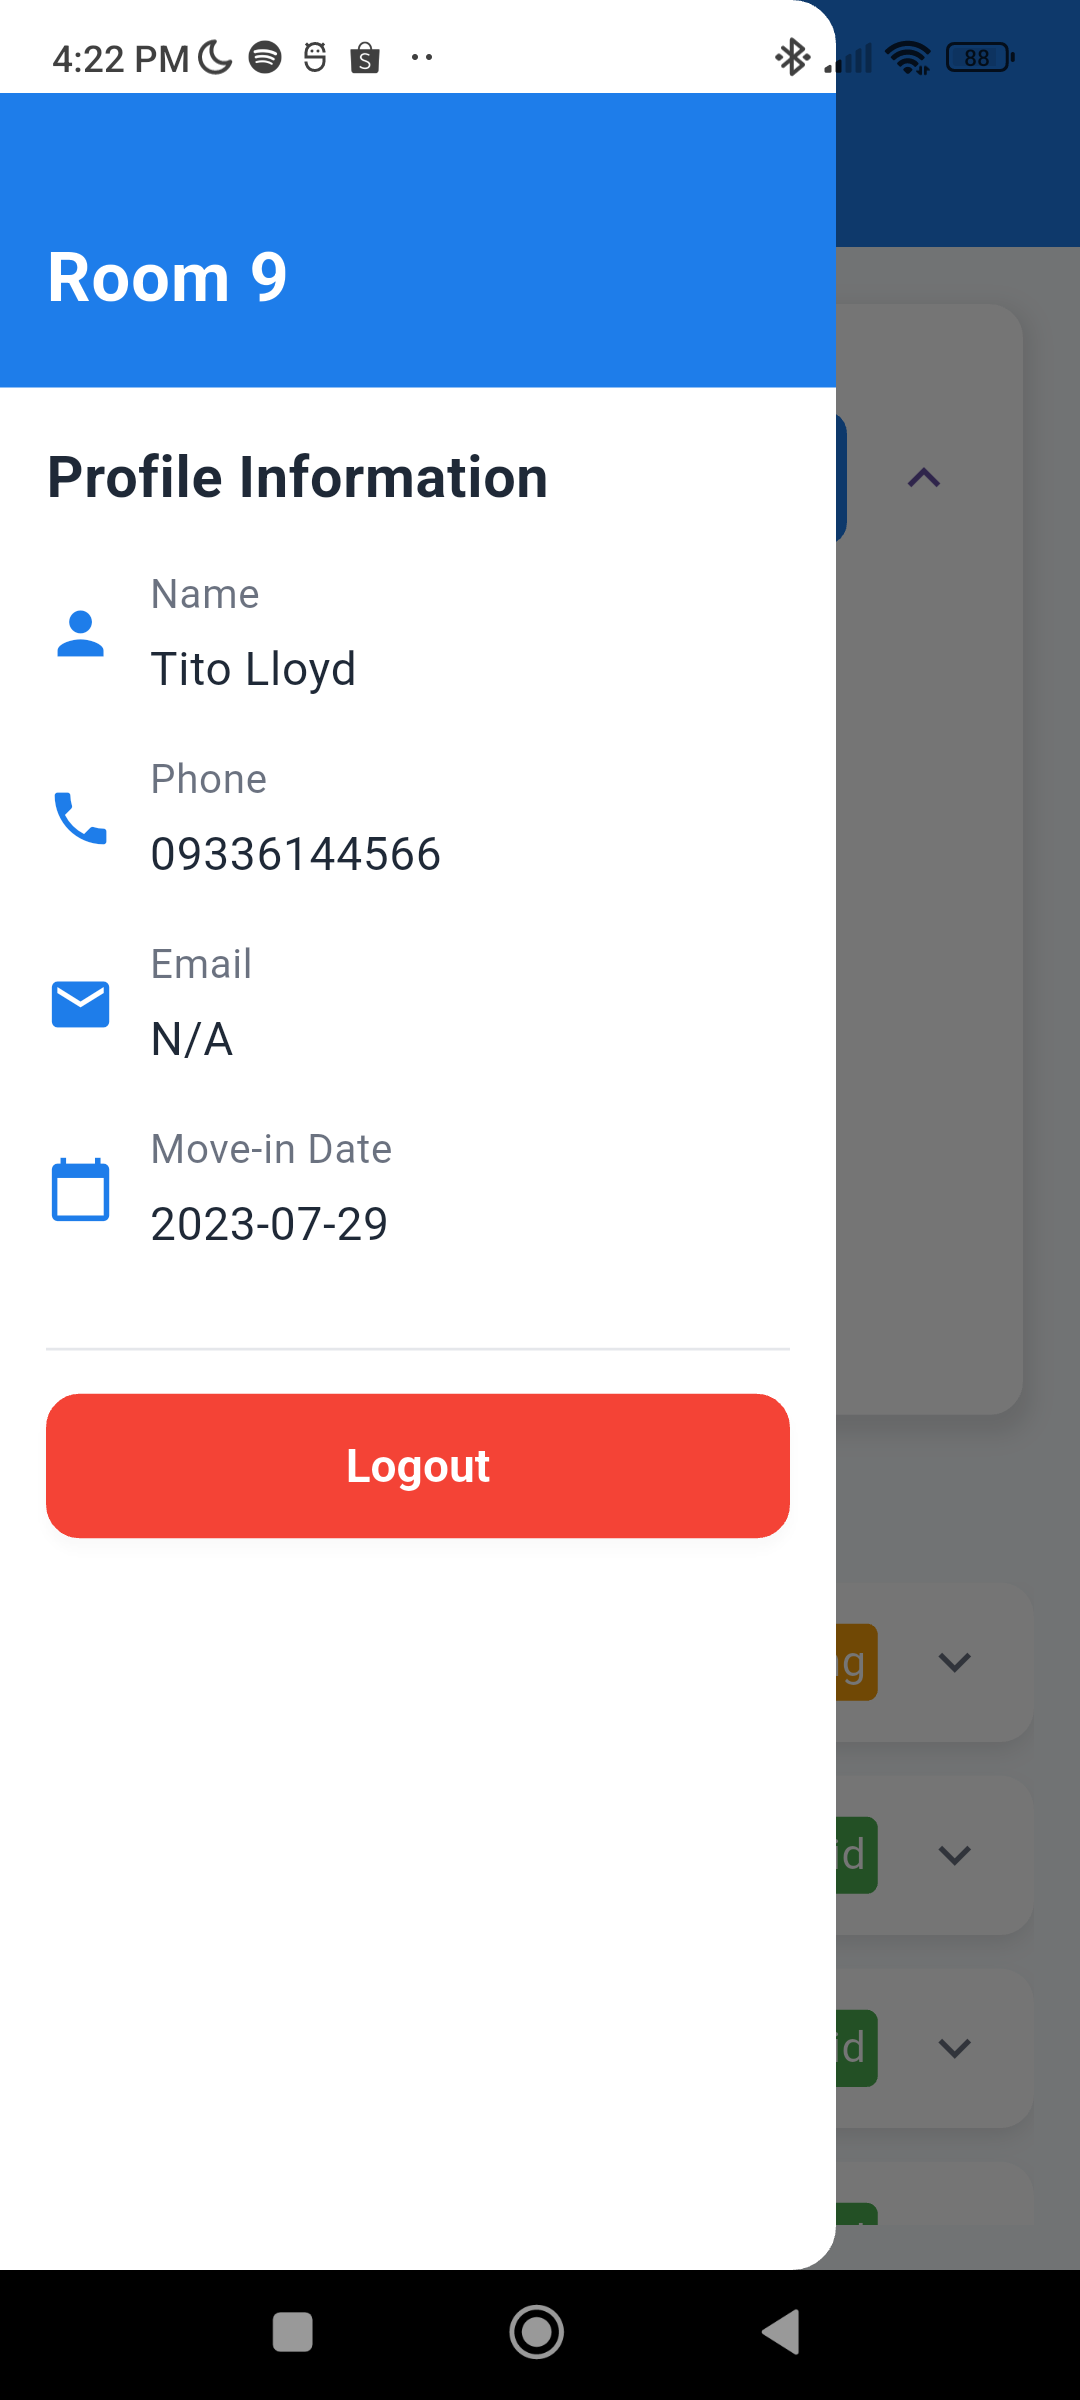 4:22 PM
88
Room 9
Profile Information
Name
Tito Lloyd
Phone
09336144566
Email
N/A
Move-in Date
2023-07-29
Logout
g
id
id